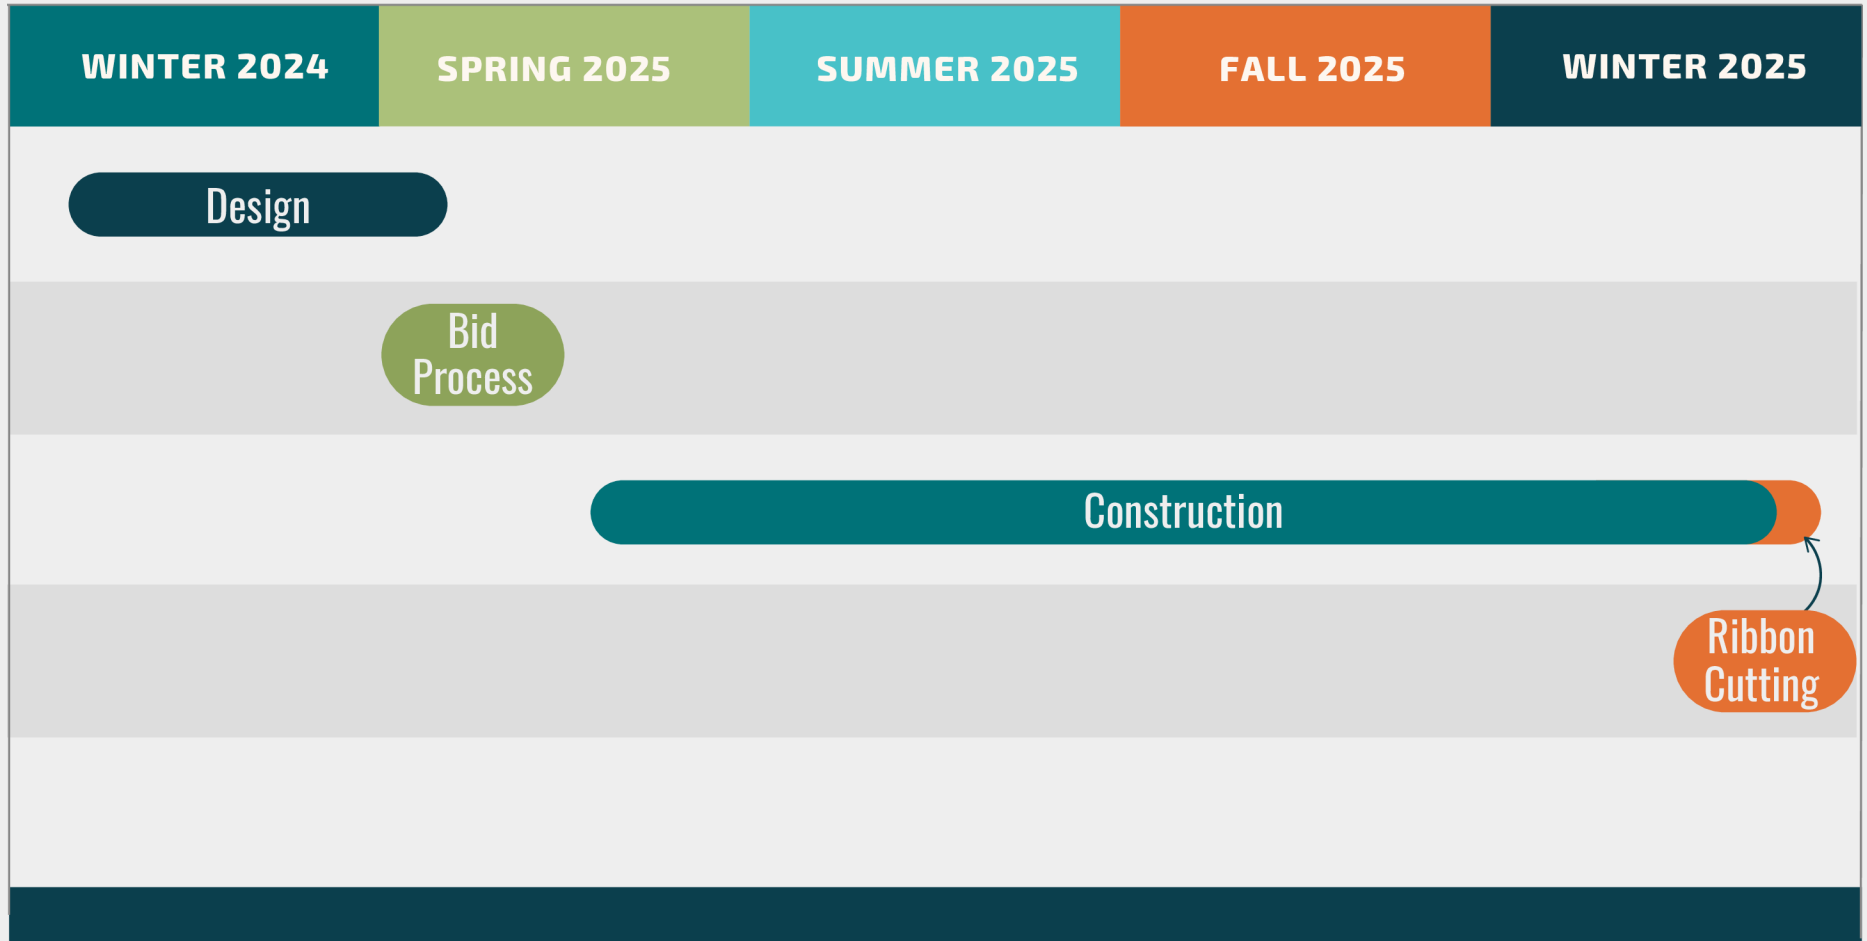 WINTER 2024
SPRING 2025
SUMMER 2025
FALL 2025
WINTER 2025
Design
Bid
Process
Construction
Ribbon
Cutting